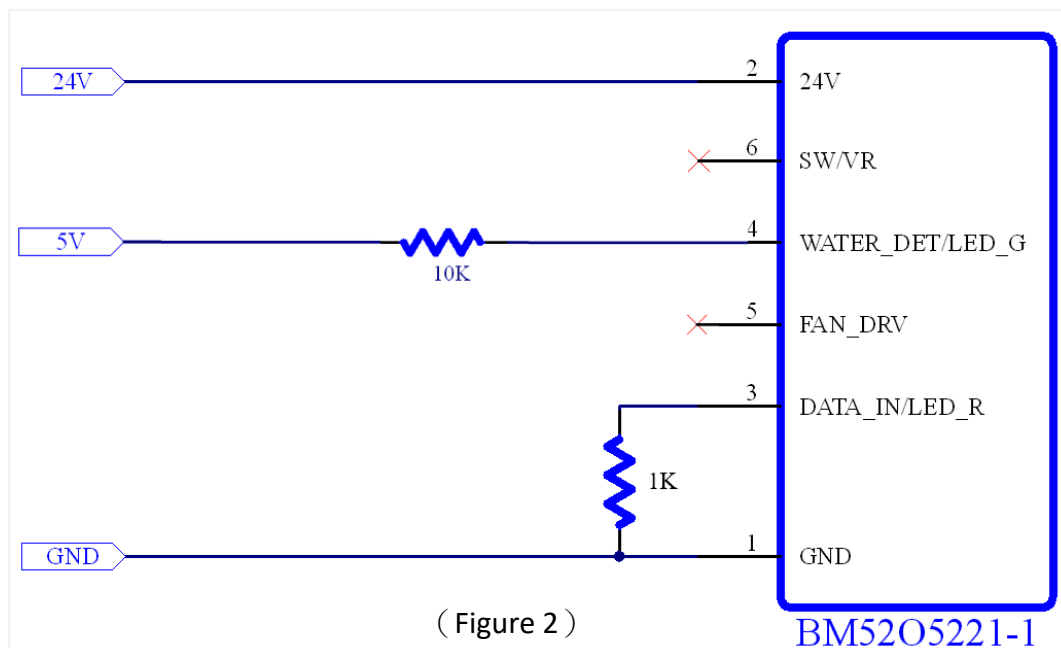 24V 2 24V
6 SW/VR
5V 10K 4 WATER_DET/LED_G
5 FAN_DRV
3 DATA_IN/LED_R
1K
GND 1 GND
（Figure 2）
BM52O5221-1